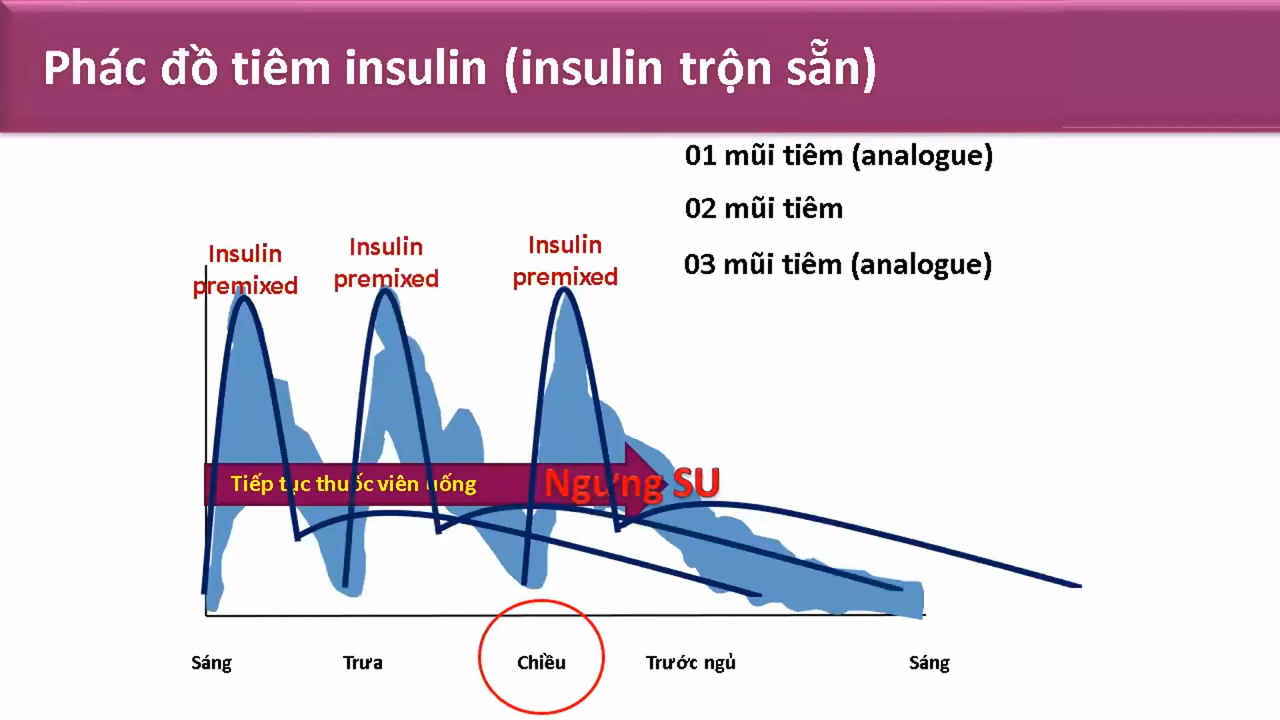 Phác đồ tiêm insulin (insulin trộn sẵn)
01 mũi tiêm (analogue)
02 mũi tiêm
03 mũi tiêm (analogue)
Insulin
premixed
Insulin
premixed
Insulin
premixed
Tiếp tục thuốc viên uống
Ngưng SU
Sáng
Trưa
Chiều
Trước ngủ
Sáng